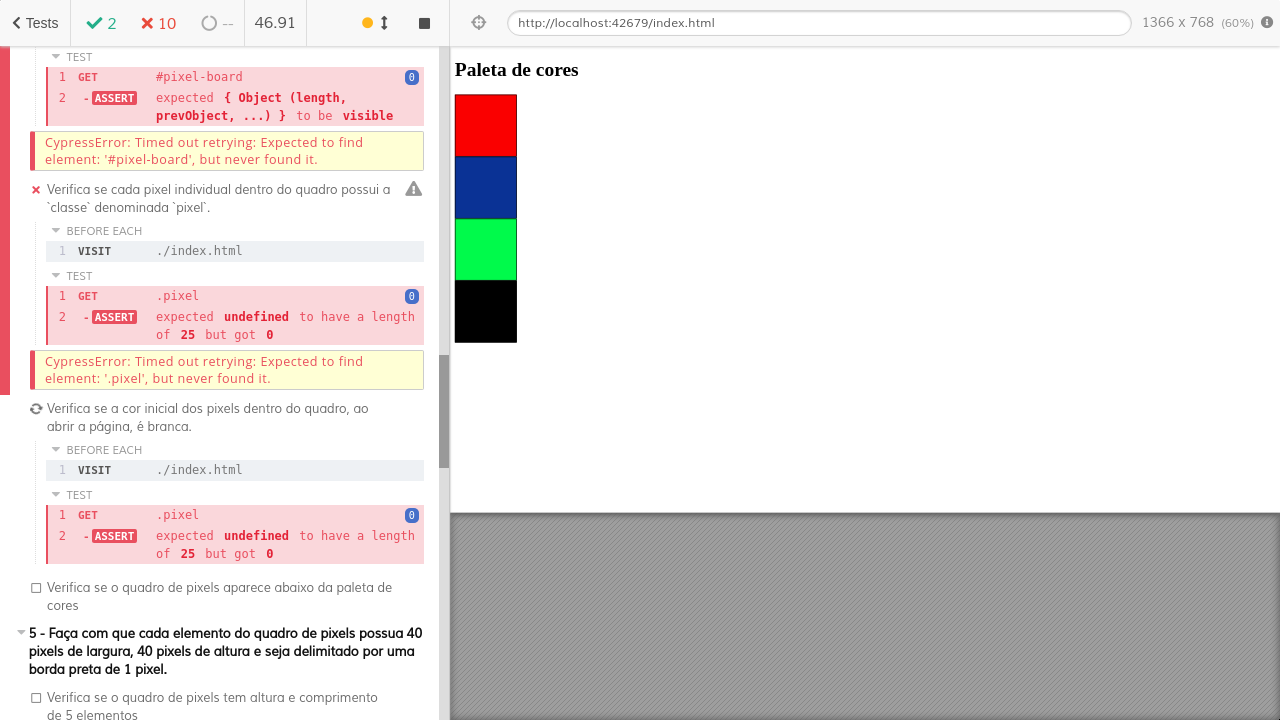 Tests 2 10 -- 46.91 http://localhost:42679/index.html 1366 x 768 (60%)
TEST
1 GET #pixel-board 0
2 -ASSERT expected { Object (length,
prevObject, ...) } to be visible
CypressError: Timed out retrying: Expected to find
element: '#pixel-board', but never found it.
Verifica se cada pixel individual dentro do quadro possui a
`classe` denominada `pixel`.
BEFORE EACH
1 VISIT ./index.html
TEST
1 GET .pixel 0
2 -ASSERT expected undefined to have a length
of 25 but got 0
CypressError: Timed out retrying: Expected to find
element: '.pixel', but never found it.
Verifica se a cor inicial dos pixels dentro do quadro, ao
abrir a página, é branca.
BEFORE EACH
1 VISIT ./index.html
TEST
1 GET .pixel 0
2 -ASSERT expected undefined to have a length
of 25 but got 0
Verifica se o quadro de pixels aparece abaixo da paleta de
cores
5 - Faça com que cada elemento do quadro de pixels possua 40
pixels de largura, 40 pixels de altura e seja delimitado por uma
borda preta de 1 pixel.
Verifica se o quadro de pixels tem altura e comprimento
de 5 elementos
Paleta de cores